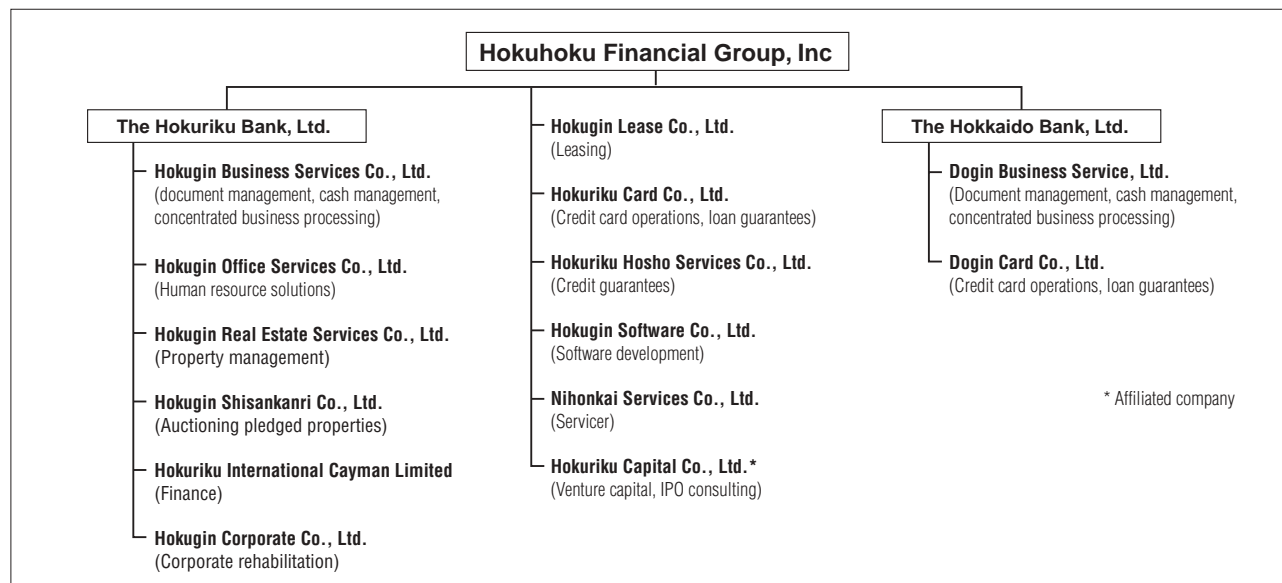 Hokuhoku Financial Group, Inc
The Hokuriku Bank, Ltd.
Hokugin Business Services Co., Ltd.
(document management, cash management,
concentrated business processing)
Hokugin Office Services Co., Ltd.
(Human resource solutions)
Hokugin Real Estate Services Co., Ltd.
(Property management)
Hokugin Shisankanri Co., Ltd.
(Auctioning pledged properties)
Hokuriku International Cayman Limited
(Finance)
Hokugin Corporate Co., Ltd.
(Corporate rehabilitation)
Hokugin Lease Co., Ltd.
(Leasing)
Hokuriku Card Co., Ltd.
(Credit card operations, loan guarantees)
Hokuriku Hosho Services Co., Ltd.
(Credit guarantees)
Hokugin Software Co., Ltd.
(Software development)
Nihonkai Services Co., Ltd.
(Servicer)
Hokuriku Capital Co., Ltd.*
(Venture capital, IPO consulting)
The Hokkaido Bank, Ltd.
Dogin Business Service, Ltd.
(Document management, cash management,
concentrated business processing)
Dogin Card Co., Ltd.
(Credit card operations, loan guarantees)
* Affiliated company